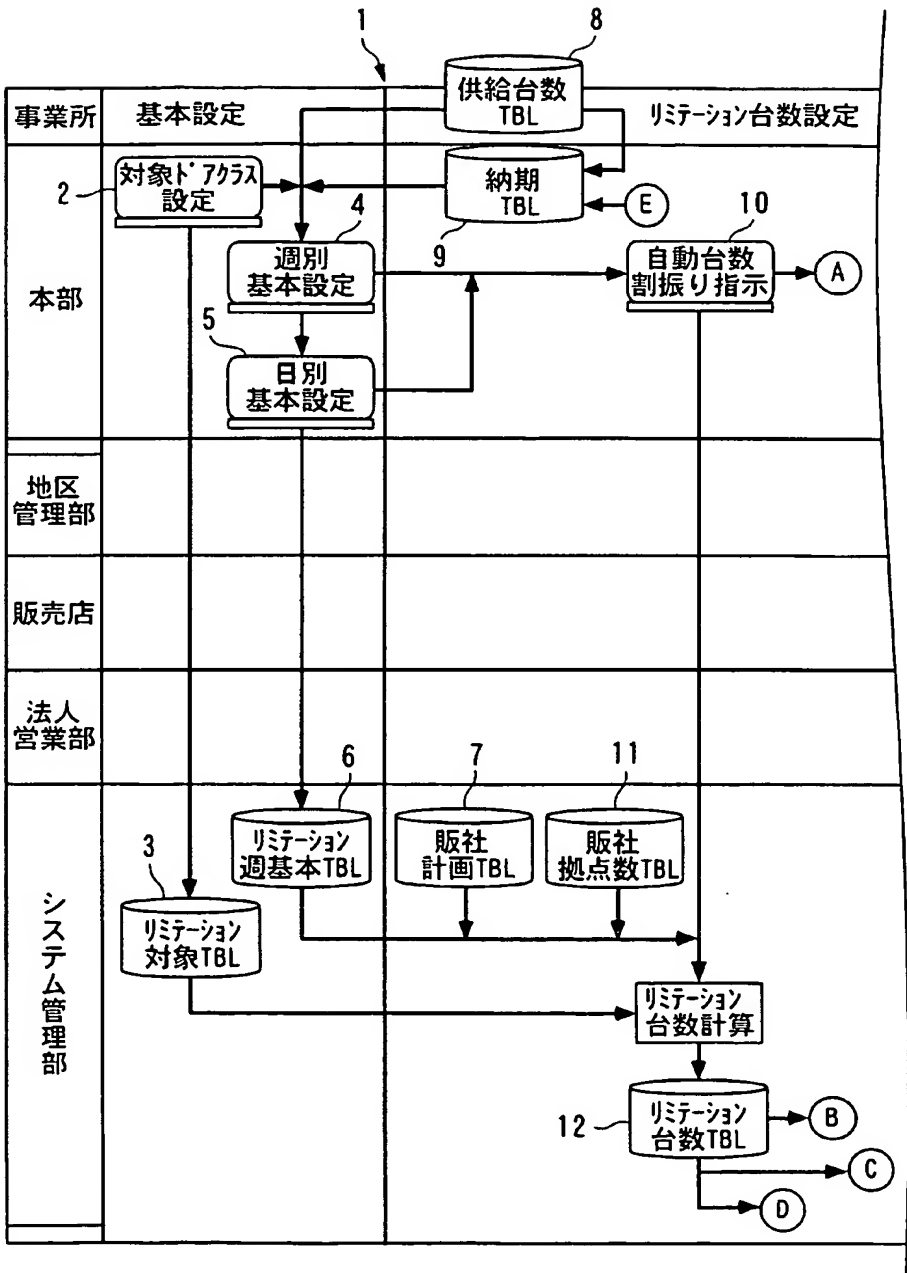 1
8
事業所
基本設定
供給台数
TBL
リミテーション台数設定
本部
2
対象ドアクラス
設定
納期
TBL
9
E
4
週別
基本設定
10
自動台数
割振り指示
A
5
日別
基本設定
地区
管理部
販売店
法人
営業部
システム管理部
6
リミテーション
週基本TBL
7
販社
計画TBL
11
販社
拠点数TBL
3
リミテーション
対象TBL
リミテーション
台数計算
12
リミテーション
台数TBL
B
C
D